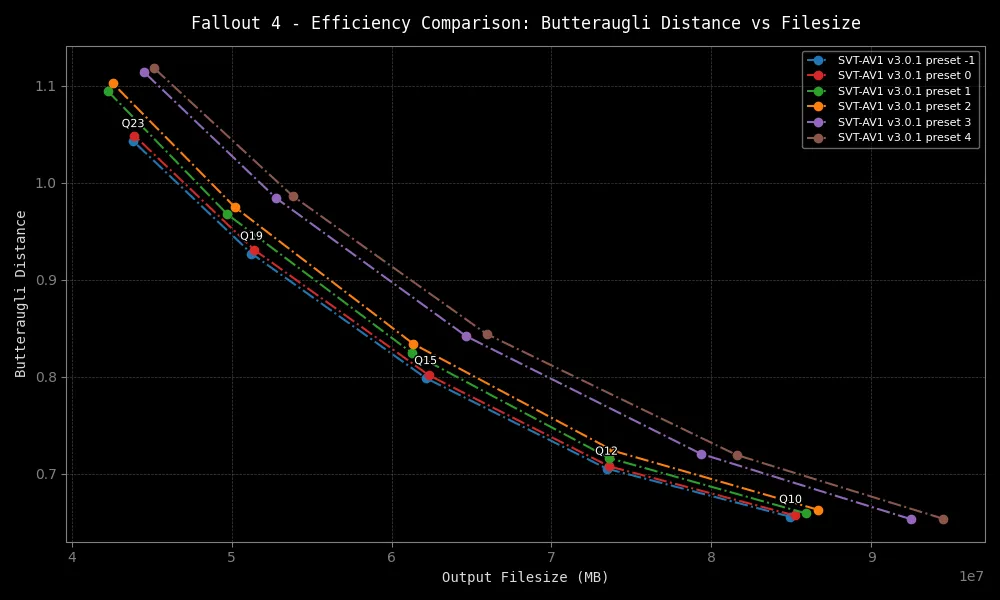 Fallout 4 - Efficiency Comparison: Butteraugli Distance vs Filesize
SVT-AV1 v3.0.1 preset -1
SVT-AV1 v3.0.1 preset 0
SVT-AV1 v3.0.1 preset 1
SVT-AV1 v3.0.1 preset 2
SVT-AV1 v3.0.1 preset 3
SVT-AV1 v3.0.1 preset 4
1.1
1.0
0.9
0.8
0.7
Butteraugli Distance
Q23
Q19
Q15
Q12
Q10
4 5 6 7 8 9
1e7
Output Filesize (MB)